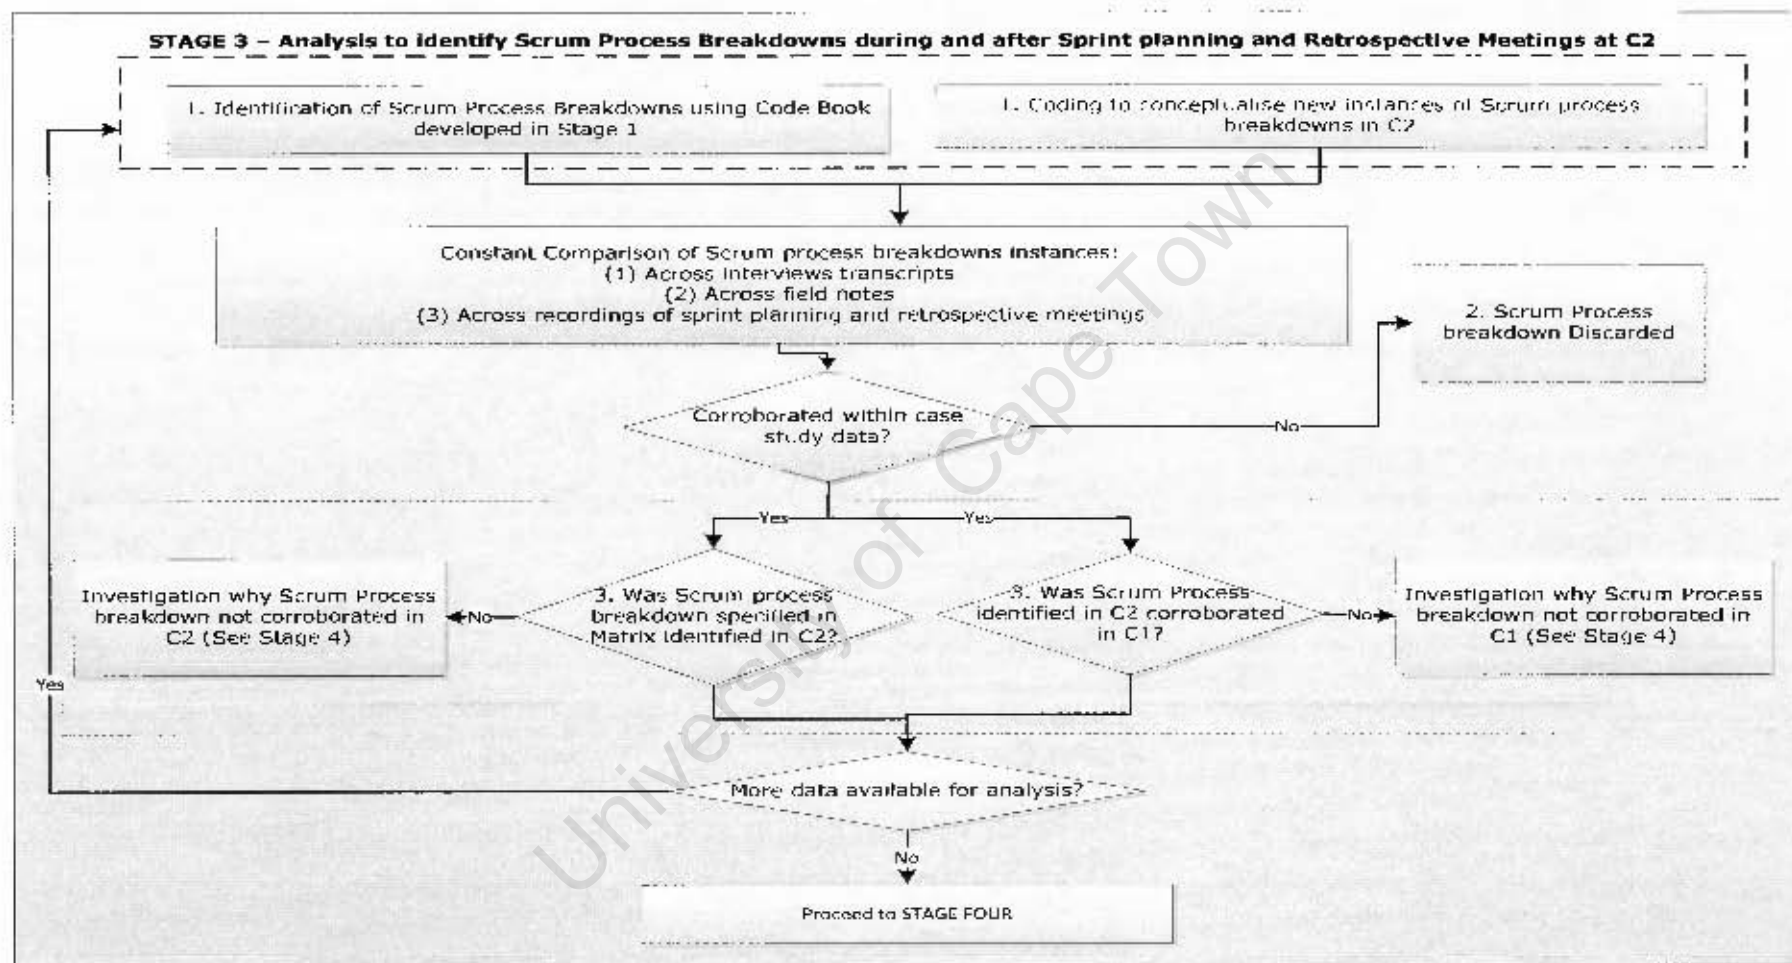 STAGE 3 – Analysis to identify Scrum Process Breakdowns during and after Sprint planning and Retrospective Meetings at C2
1. Identification of Scrum Process Breakdowns using Code Book
developed in Stage 1
1. Coding to conceptualise new instances of Scrum process
breakdowns in C2
Constant Comparison of Scrum process breakdowns instances:
(1) Across interviews transcripts
(2) Across field notes
(3) Across recordings of sprint planning and retrospective meetings
2. Scrum Process
breakdown Discarded
Corroborated within case
study data?
No
Yes
Yes
Investigation why Scrum Process
breakdown not corroborated in
C2 (See Stage 4)
No
3. Was Scrum process
breakdown specified in
Matrix identified in C2?
3. Was Scrum Process
identified in C2 corroborated
in C1?
No
Investigation why Scrum Process
breakdown not corroborated in
C1 (See Stage 4)
Yes
More data available for analysis?
No
Proceed to STAGE FOUR
University of Cape Town